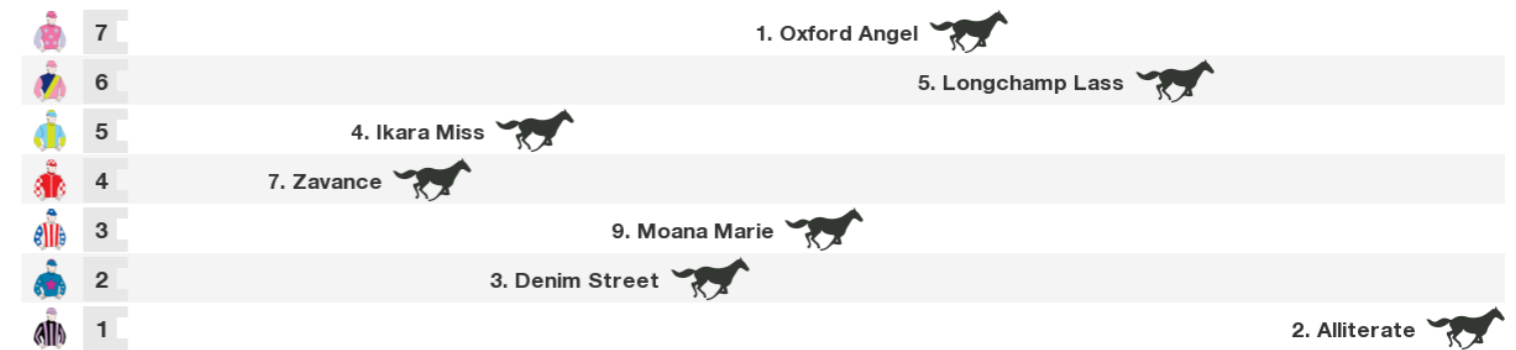 7 1. Oxford Angel
6 5. Longchamp Lass
5 4. Ikara Miss
4 7. Zavance
3 9. Moana Marie
2 3. Denim Street
1 2. Alliterate